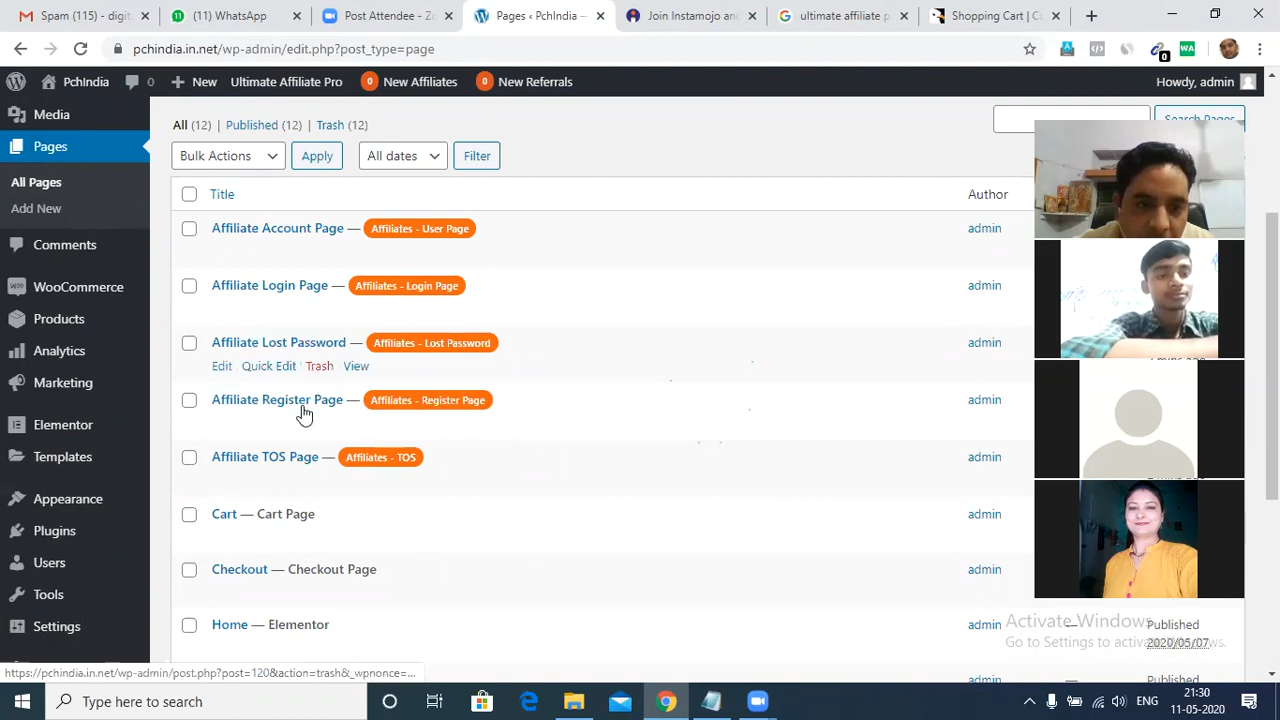 Spam (115) - digita
(11) WhatsApp
Post Attendee - Zo
Pages ‹ PchIndia —
Join Instamojo and
ultimate affiliate p
Shopping Cart | C
pchindia.in.net/wp-admin/edit.php?post_type=page
0
PchIndia
0
New
Ultimate Affiliate Pro
0 New Affiliates
0 New Referrals
Howdy, admin
Media
Pages
All Pages
Add New
Comments
WooCommerce
Products
Analytics
Marketing
Elementor
Templates
Appearance
Plugins
Users
Tools
Settings
All (12) | Published (12) | Trash (12)
Search Pages
Bulk Actions
Apply
All dates
Filter
Title
Author
Affiliate Account Page — Affiliates - User Page
admin
Affiliate Login Page — Affiliates - Login Page
admin
Affiliate Lost Password — Affiliates - Lost Password
admin
Edit Quick Edit Trash View
Affiliate Register Page — Affiliates - Register Page
admin
Affiliate TOS Page — Affiliates - TOS
admin
Cart — Cart Page
admin
Checkout — Checkout Page
admin
Home — Elementor
admin
—
Published
2020/05/07
admin
—
Published
Activate Windows
Go to Settings to activate Windows.
https://pchindia.in.net/wp-admin/post.php?post=120&action=trash&_wpnonce=...
Type here to search
ENG
21:30
11-05-2020